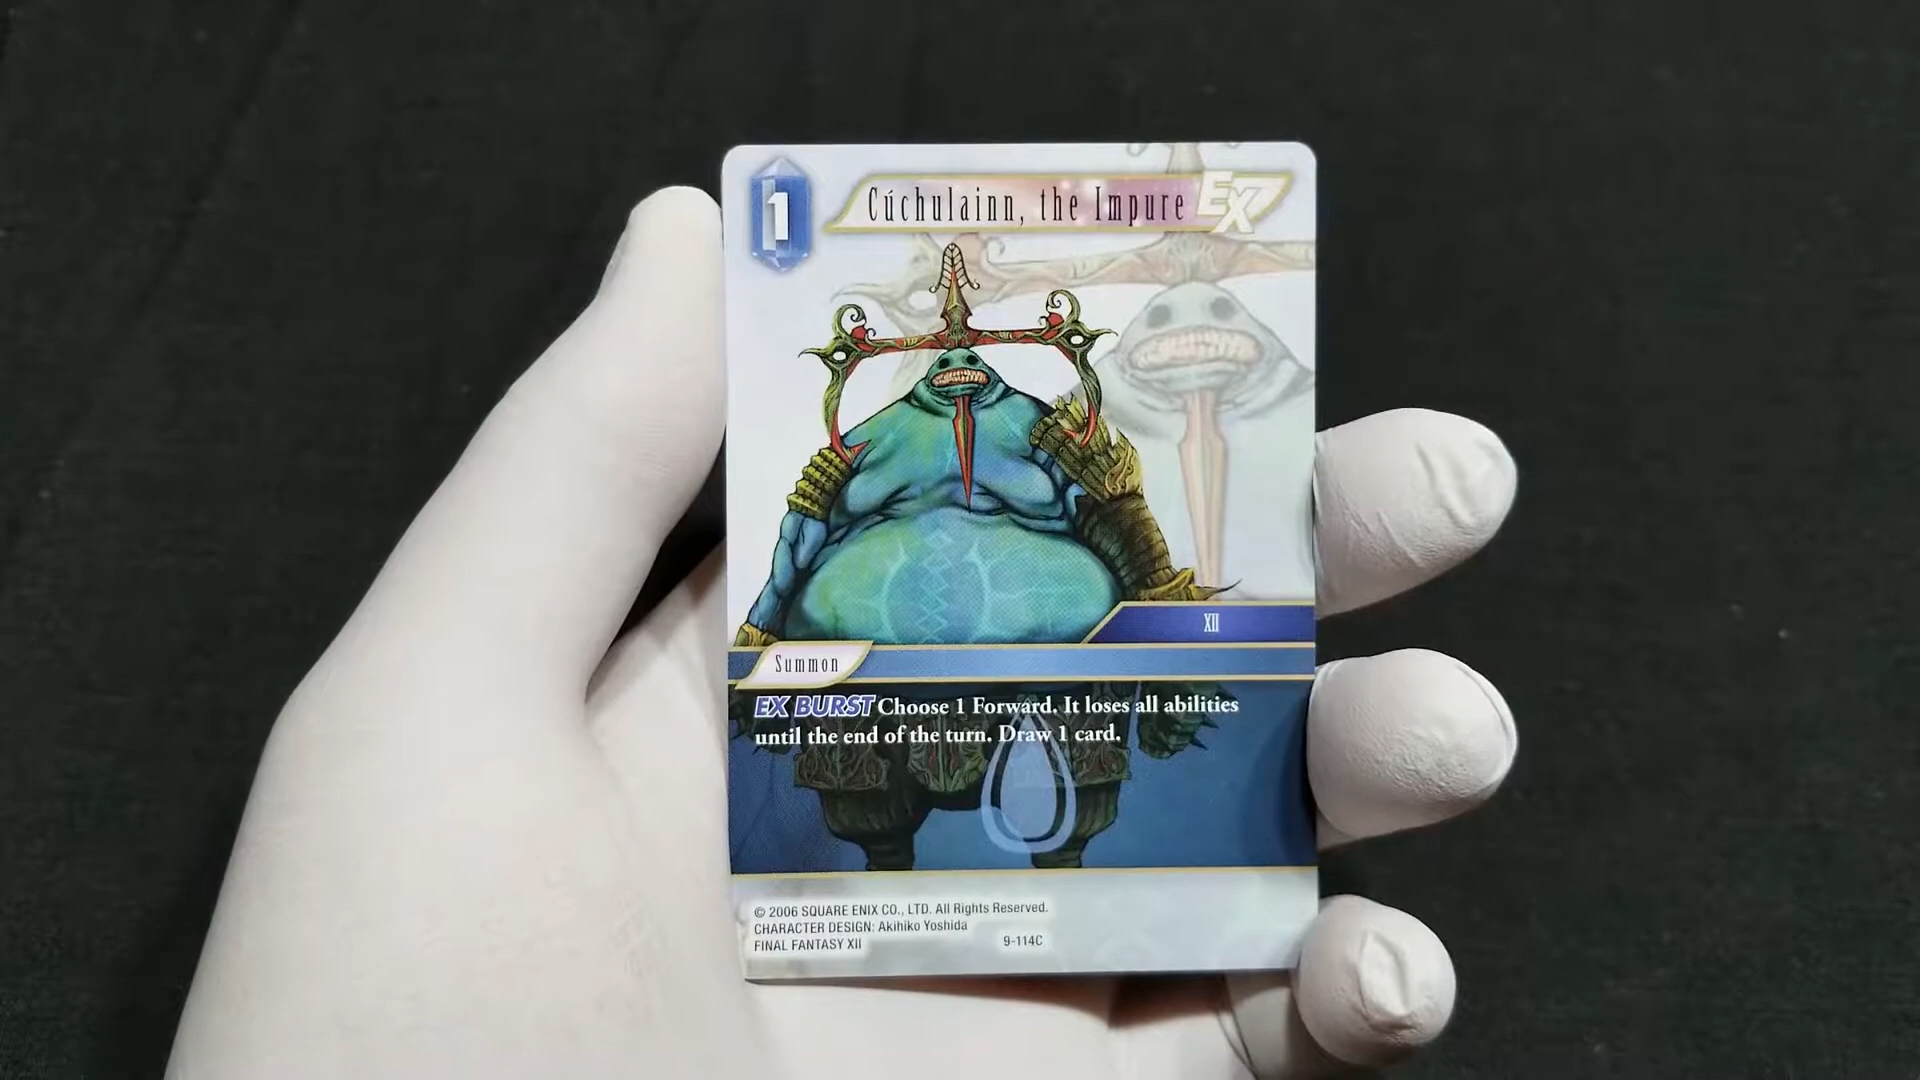 1
Cúchulainn, the Impure EX
XII
Summon
EX BURST Choose 1 Forward. It loses all abilities
until the end of the turn. Draw 1 card.
© 2006 SQUARE ENIX CO., LTD. All Rights Reserved.
CHARACTER DESIGN: Akihiko Yoshida
FINAL FANTASY XII 9-114C